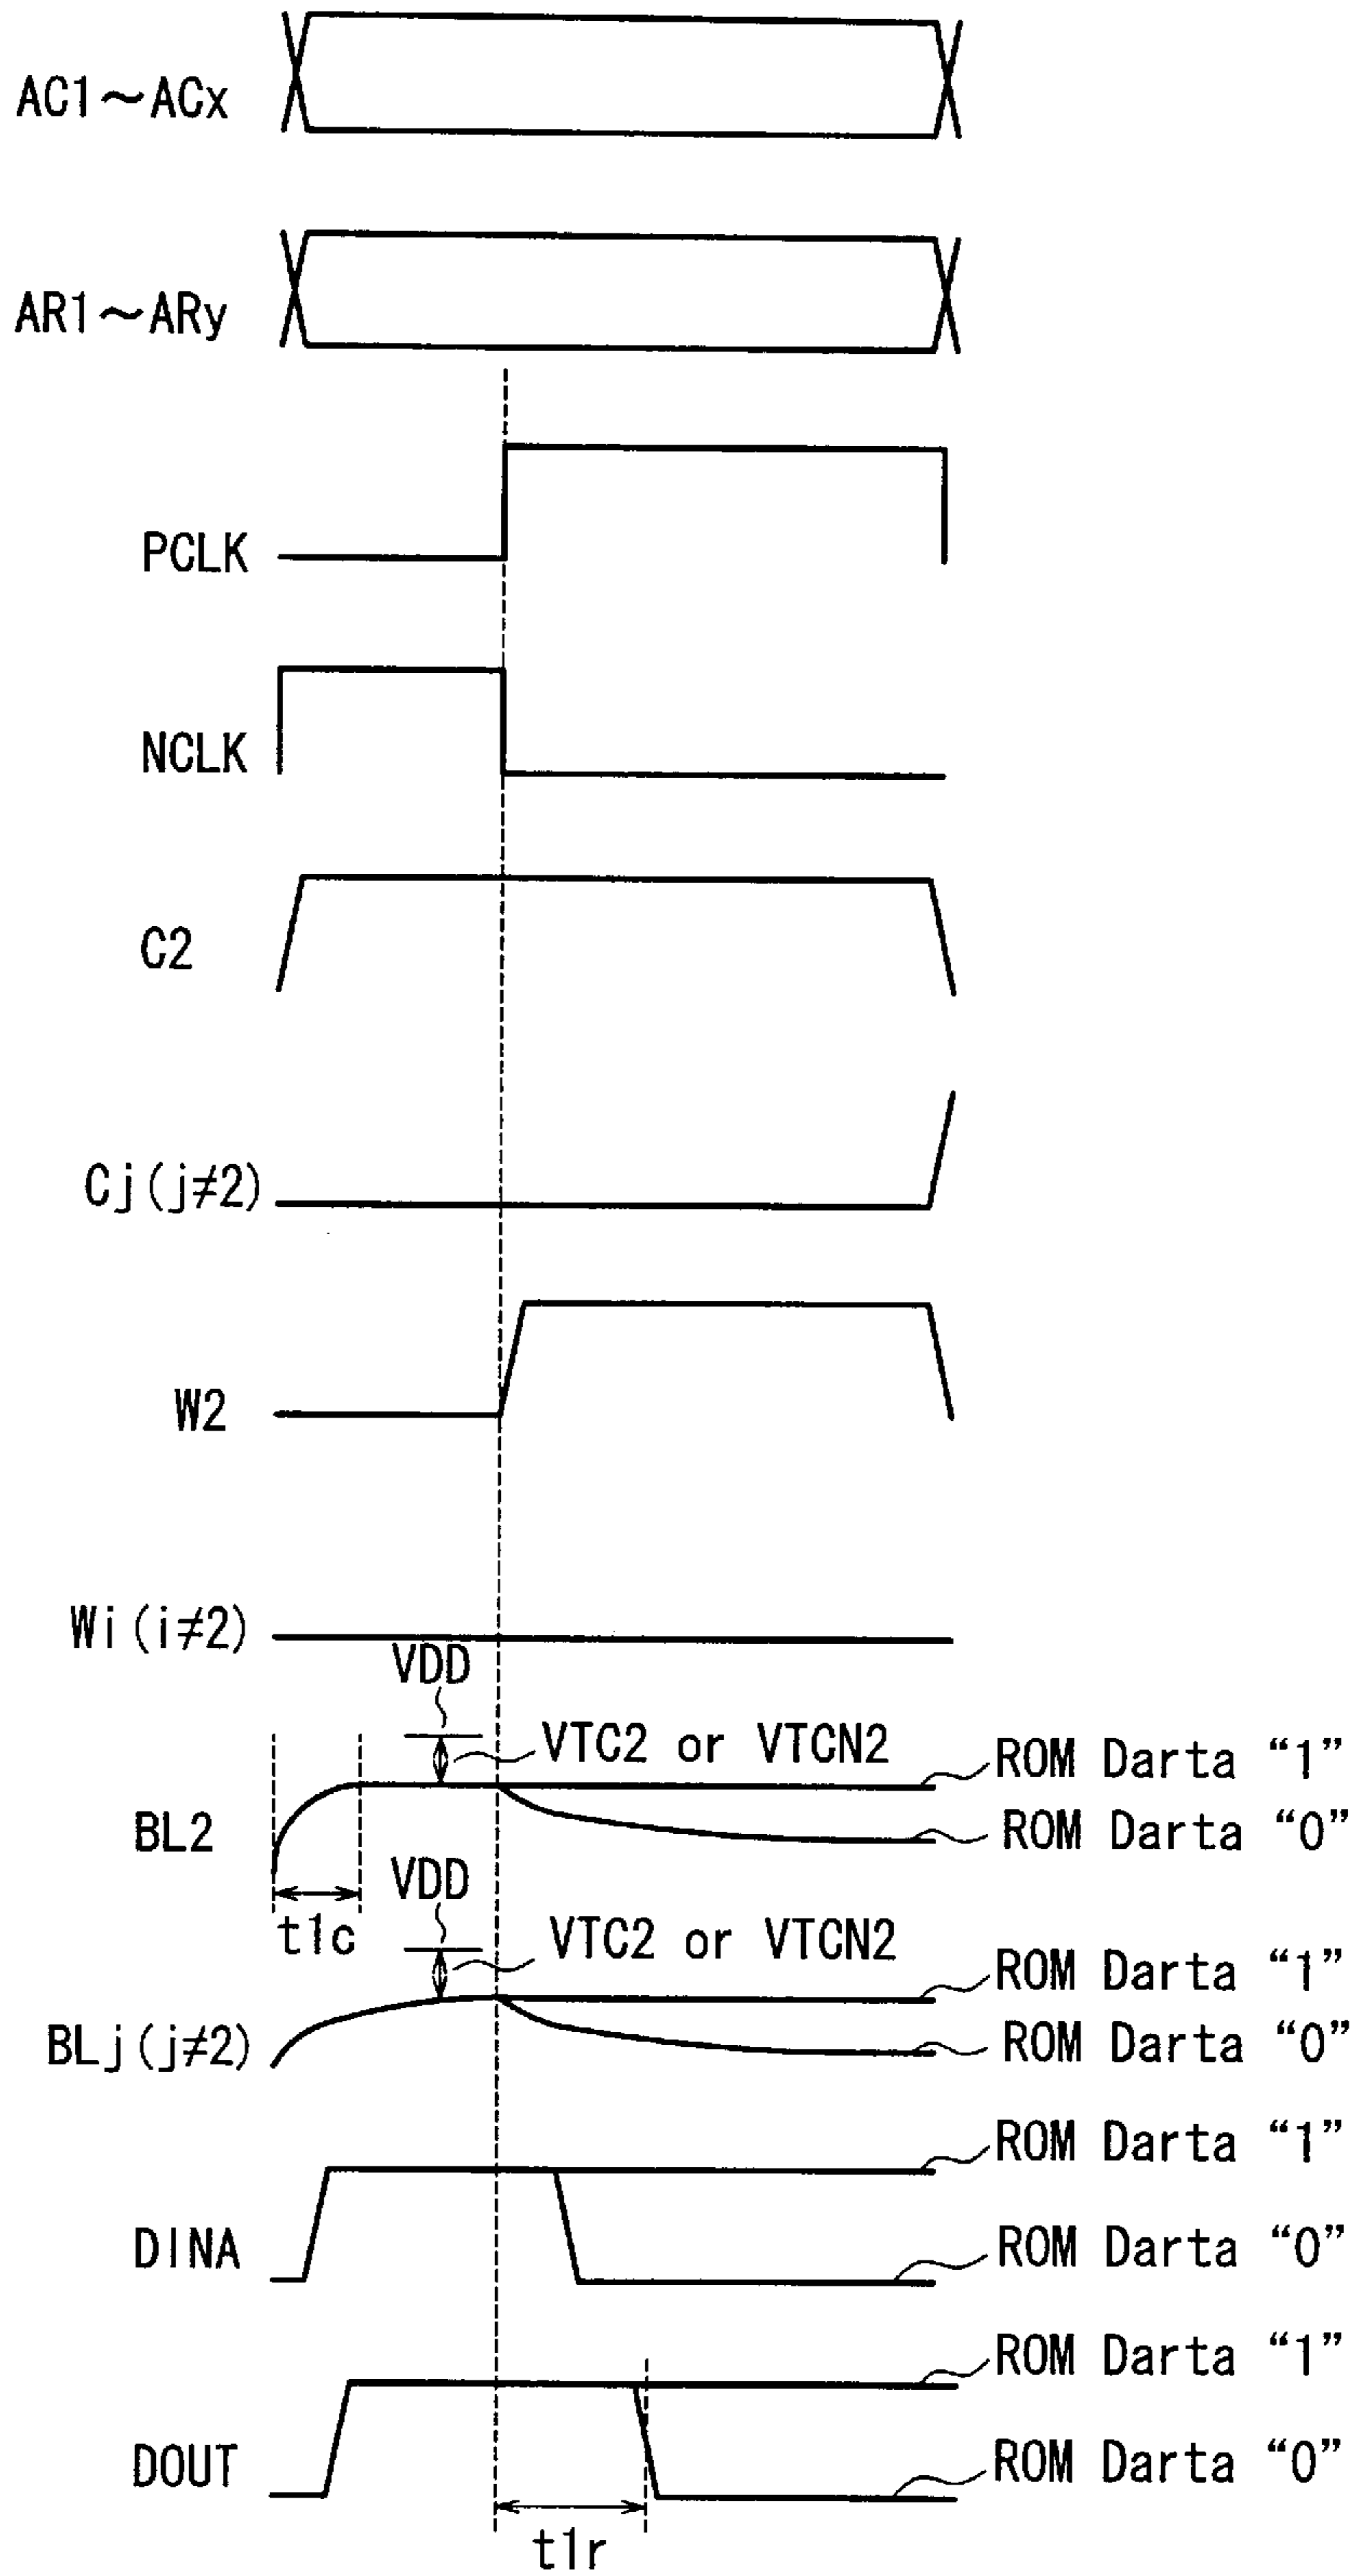 AC1～ACx
AR1～ARy
PCLK
NCLK
C2
Cj(j≠2)
W2
Wi(i≠2)
VDD
VTC2 or VTCN2
ROM Darta “1”
BL2
ROM Darta “0”
t1c
VDD
VTC2 or VTCN2
ROM Darta “1”
BLj(j≠2)
ROM Darta “0”
ROM Darta “1”
DINA
ROM Darta “0”
ROM Darta “1”
DOUT
ROM Darta “0”
t1r